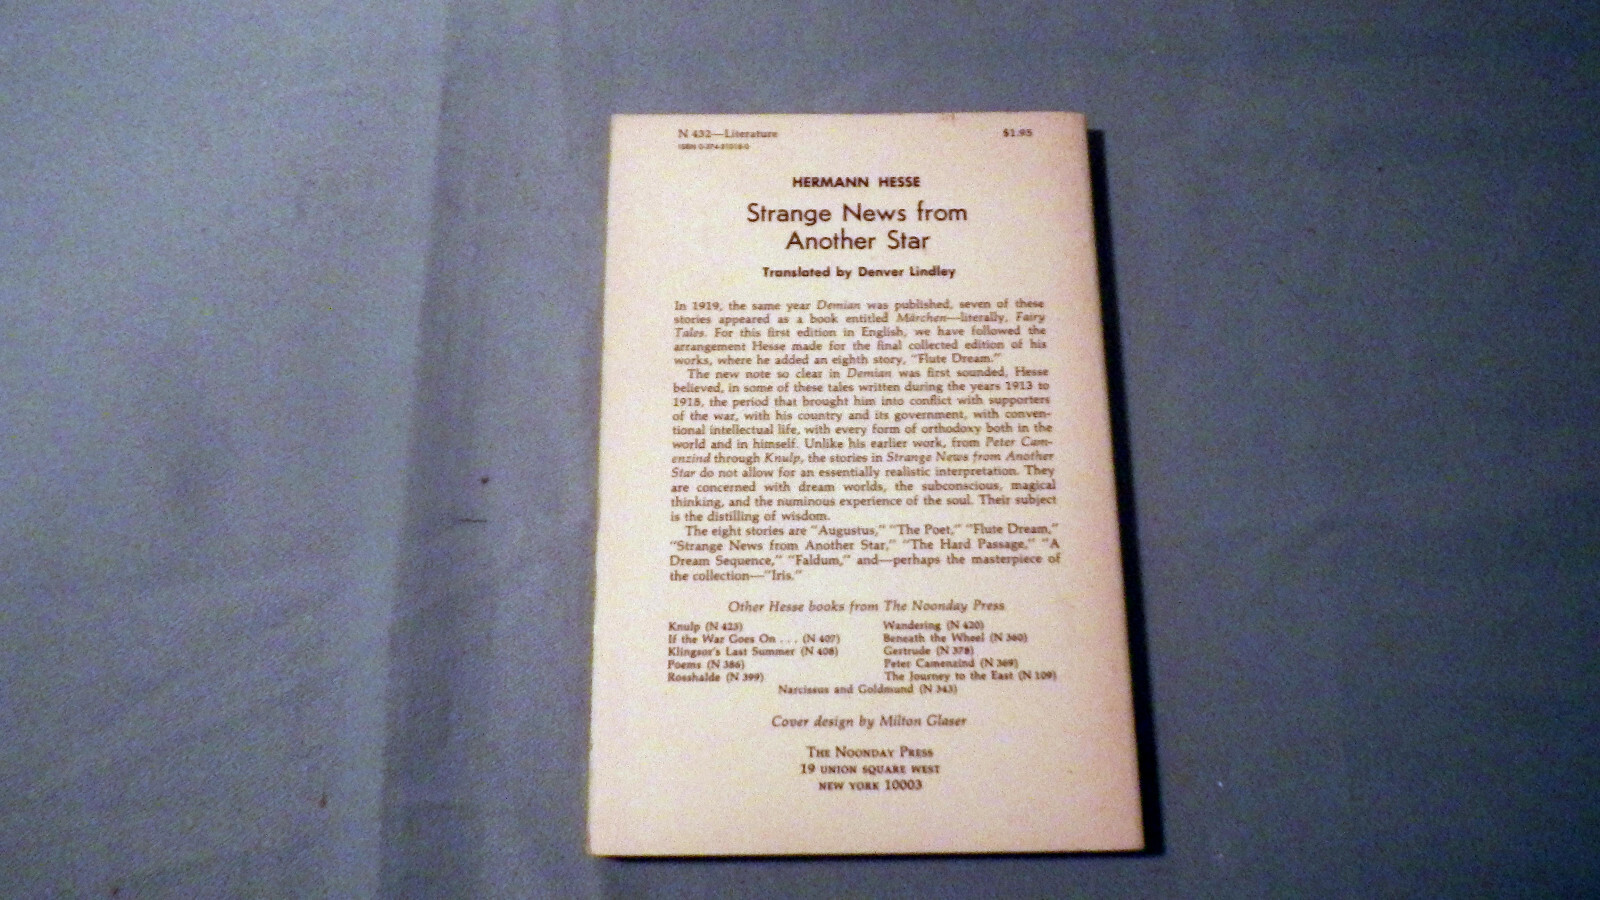 N 432—Literature $1.95
HERMANN HESSE
Strange News from
Another Star
Translated by Denver Lindley
In 1919, the same year Demian was published, seven of these
stories appeared as a book entitled Märchen—literally, Fairy
Tales. For this first edition in English, we have followed the
arrangement Hesse made for the final collected edition of his
works, where he added an eighth story, "Flute Dream."
The new note so clear in Demian was first sounded, Hesse
believed, in some of these tales written during the years 1913 to
1918, the period that brought him into conflict with supporters
of the war, with his country and its government, with conven-
tional intellectual life, with every form of orthodoxy both in the
world and in himself. Unlike his earlier work, from Peter Cam-
enzind through Knulp, the stories in Strange News from Another
Star do not allow for an essentially realistic interpretation. They
are concerned with dream worlds, the subconscious, magical
thinking, and the numinous experience of the soul. Their subject
is the distilling of wisdom.
The eight stories are "Augustus," "The Poet," "Flute Dream,"
"Strange News from Another Star," "The Hard Passage," "A
Dream Sequence," "Faldum," and—perhaps the masterpiece of
the collection—"Iris."
Other Hesse books from The Noonday Press
Knulp (N 425) Wandering (N 420)
If the War Goes On . . . (N 407) Beneath the Wheel (N 360)
Klingsor's Last Summer (N 408) Gertrude (N 378)
Poems (N 386) Peter Camenzind (N 369)
Rosshalde (N 399) The Journey to the East (N 109)
Narcissus and Goldmund (N 343)
Cover design by Milton Glaser
THE NOONDAY PRESS
19 UNION SQUARE WEST
NEW YORK 10003